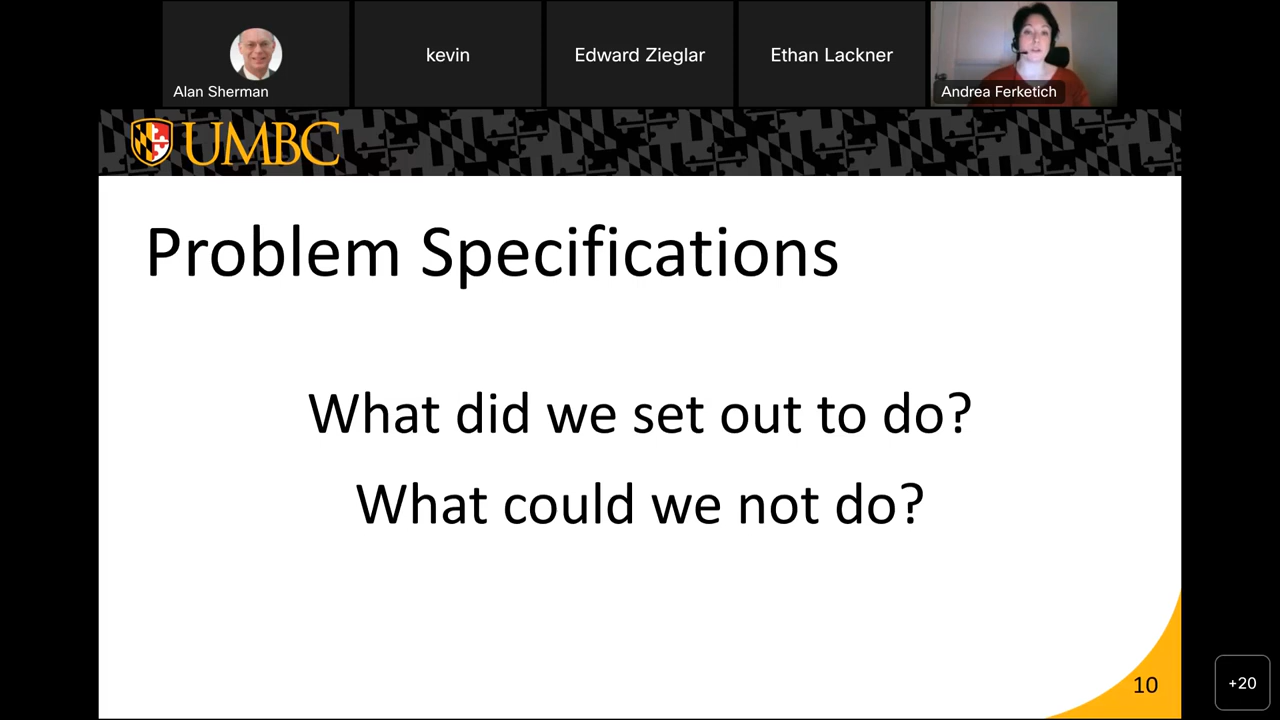 kevin
Edward Zieglar
Ethan Lackner
Alan Sherman
Andrea Ferketich
UMBC
Problem Specifications
What did we set out to do?
What could we not do?
10
+20